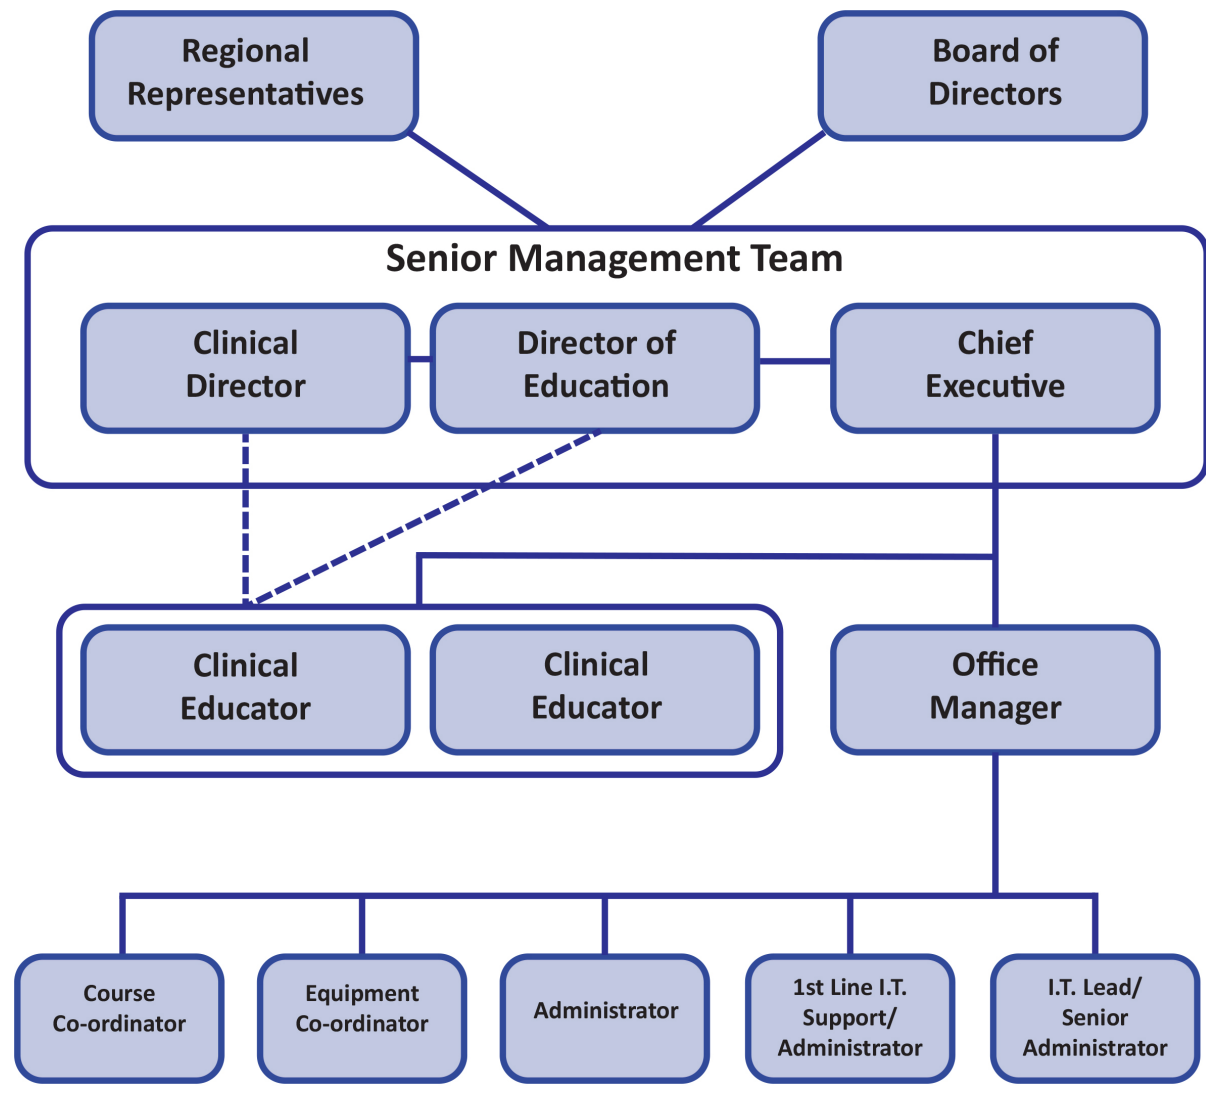 Regional
Representatives
Board of
Directors
Senior Management Team
Clinical
Director
Director of
Education
Chief
Executive
Clinical
Educator
Clinical
Educator
Office
Manager
Course
Co-ordinator
Equipment
Co-ordinator
Administrator
1st Line I.T.
Support/
Administrator
I.T. Lead/
Senior
Administrator